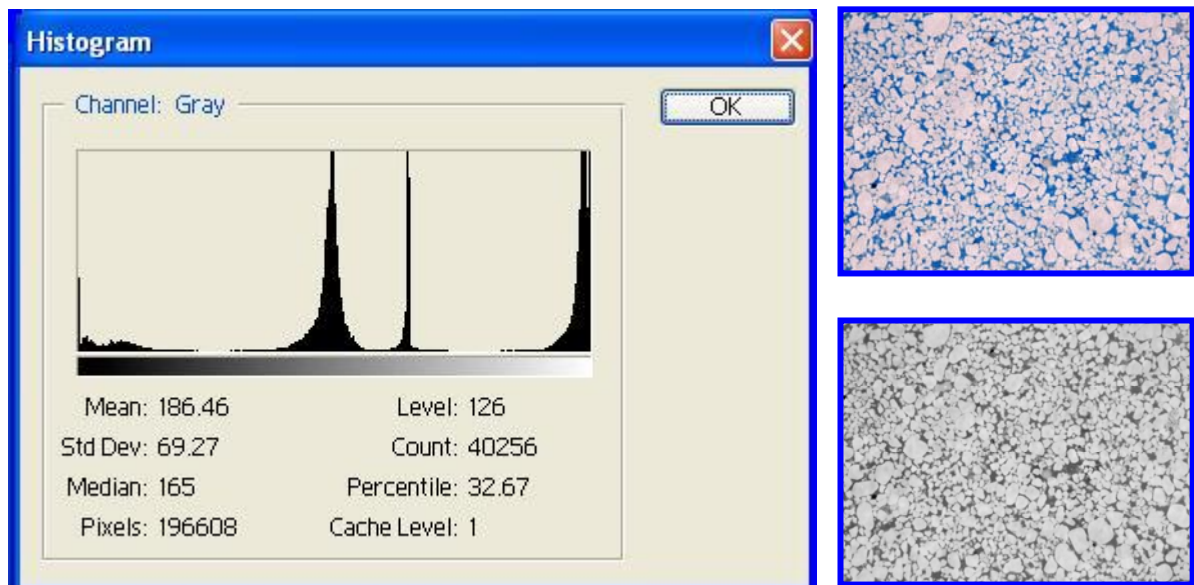 Histogram
Channel: Gray
OK
Mean: 186.46 Level: 126
Std Dev: 69.27 Count: 40256
Median: 165 Percentile: 32.67
Pixels: 196608 Cache Level: 1